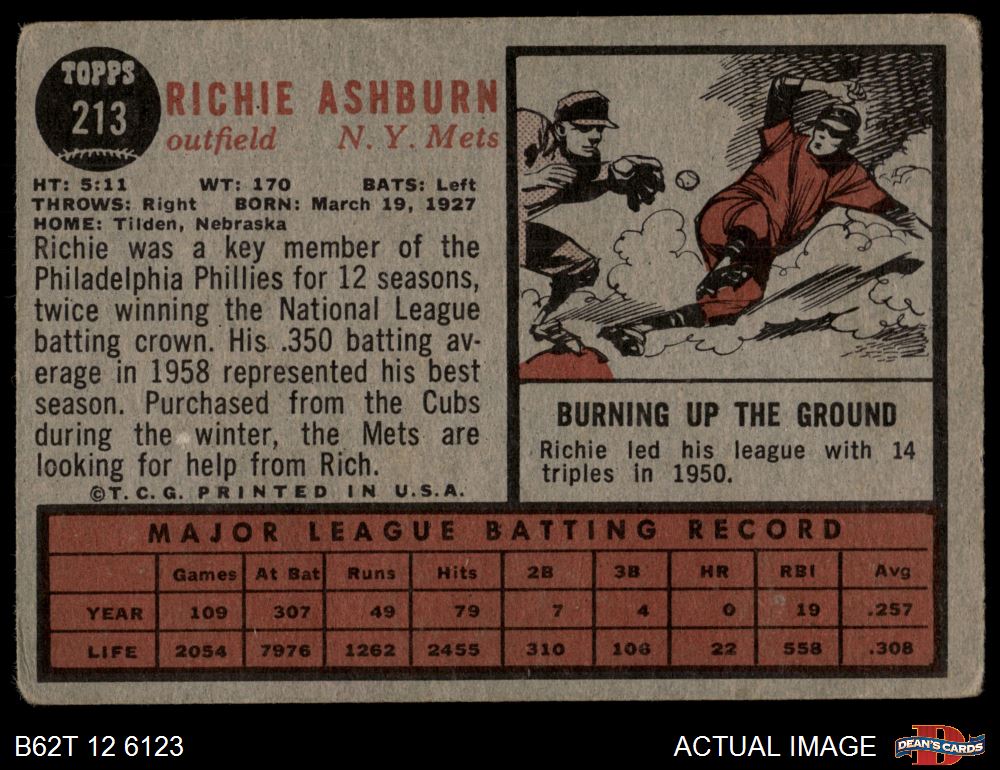 TOPPS
213
RICHIE ASHBURN
outfield N. Y. Mets
HT: 5:11 WT: 170 BATS: Left
THROWS: Right BORN: March 19, 1927
HOME: Tilden, Nebraska
Richie was a key member of the
Philadelphia Phillies for 12 seasons,
twice winning the National League
batting crown. His .350 batting av-
erage in 1958 represented his best
season. Purchased from the Cubs
during the winter, the Mets are
looking for help from Rich.
©T. C. G. PRINTED IN U.S.A.
BURNING UP THE GROUND
Richie led his league with 14
triples in 1950.
MAJOR LEAGUE BATTING RECORD
Games At Bat Runs Hits 2B 3B HR RBI Avg
YEAR 109 307 49 79 7 4 0 19 .257
LIFE 2054 7976 1262 2455 310 106 22 558 .308
B62T 12 6123
ACTUAL IMAGE
D
DEAN'S CARDS